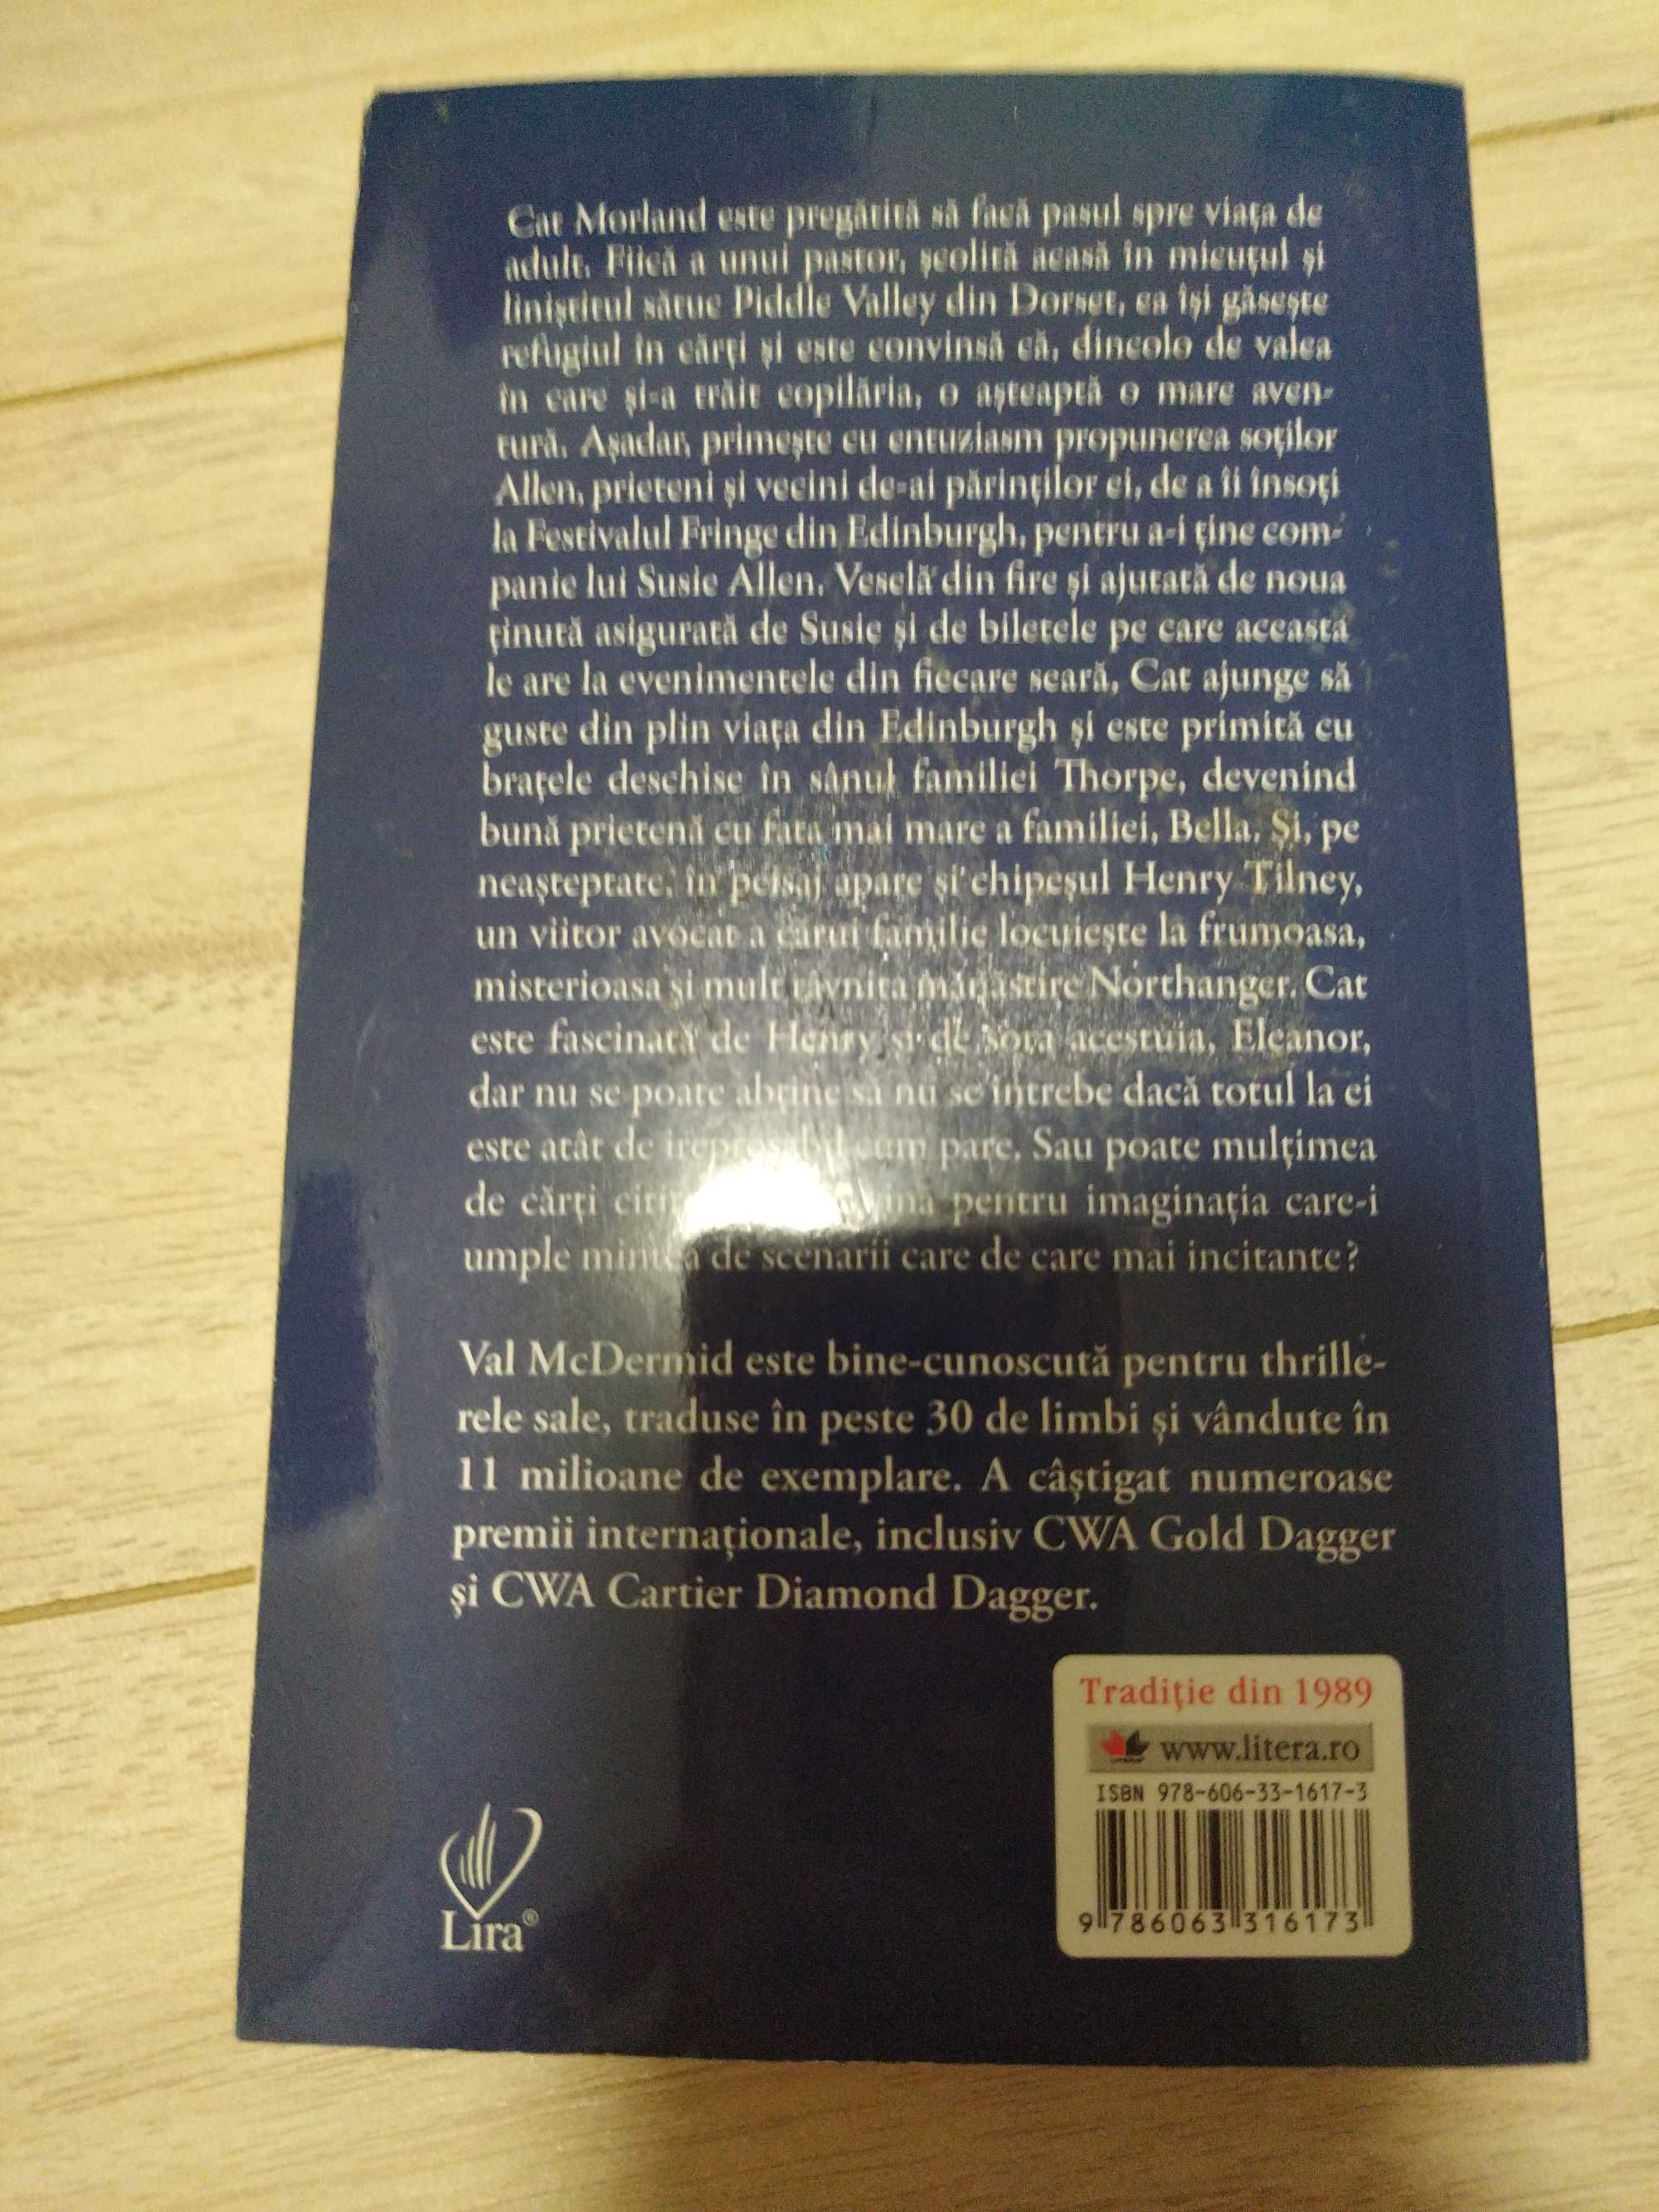 Cat Morland este pregătită să facă pasul spre viața de
adult. Fiică a unui pastor, școlită acasă în micuțul și
liniștitul sătuc Piddle Valley din Dorset, ea își găsește
refugiul în cărți și este convinsă că, dincolo de valea
în care și-a trăit copilăria, o așteaptă o mare aven-
tură. Așadar, primește cu entuziasm propunerea soților
Allen, prieteni și vecini de-ai părinților ei, de a îi însoți
la Festivalul Fringe din Edinburgh, pentru a-i ține com-
panie lui Susie Allen. Veselă din fire și ajutată de noua
ținută asigurată de Susie și de biletele pe care aceasta
le are la evenimentele din fiecare seară, Cat ajunge să
guste din plin viața din Edinburgh și este primită cu
brațele deschise în sânul familiei Thorpe, devenind
bună prietenă cu fata mai mare a familiei, Bella. Și, pe
neașteptate, în peisaj apare și chipeșul Henry Tilney,
un viitor avocat a cărui familie locuiește la frumoasa,
misterioasa și mult râvnita mănăstire Northanger. Cat
este fascinată de Henry și de sora acestuia, Eleanor,
dar nu se poate abține să nu se întrebe dacă totul la ei
este atât de cum pare. Sau poate mulțimea
de cărți pentru imaginația care-i
umple mintea de scenarii care de care mai incitante?
Val McDermid este bine-cunoscută pentru thrille-
rele sale, traduse în peste 30 de limbi și vândute în
11 milioane de exemplare. A câștigat numeroase
premii internaționale, inclusiv CWA Gold Dagger
și CWA Cartier Diamond Dagger.
Tradiție din 1989
www.litera.ro
ISBN 978-606-33-1617-3
9 786063 316173
Lira®